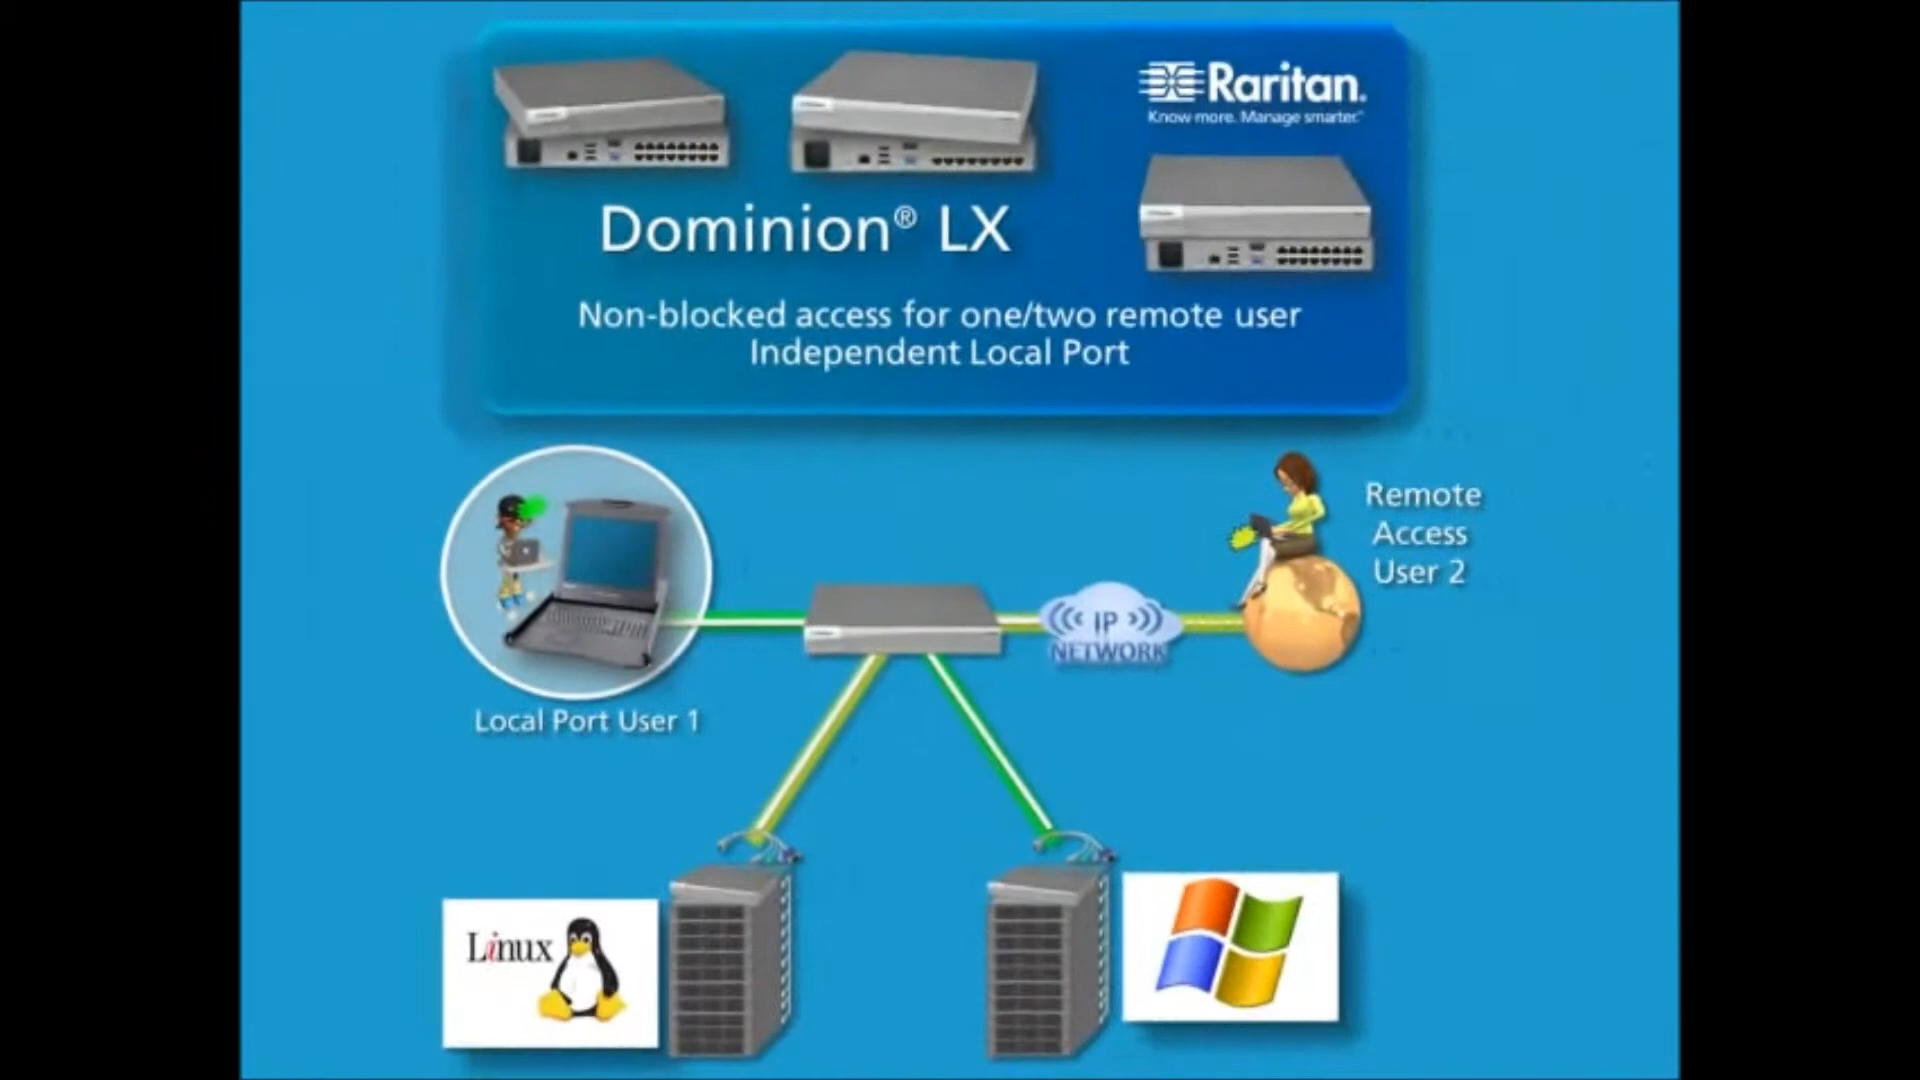 Raritan.
Know more. Manage smarter.™
Dominion® LX
Non-blocked access for one/two remote user
Independent Local Port
Remote
Access
User 2
IP
NETWORK
Local Port User 1
Linux